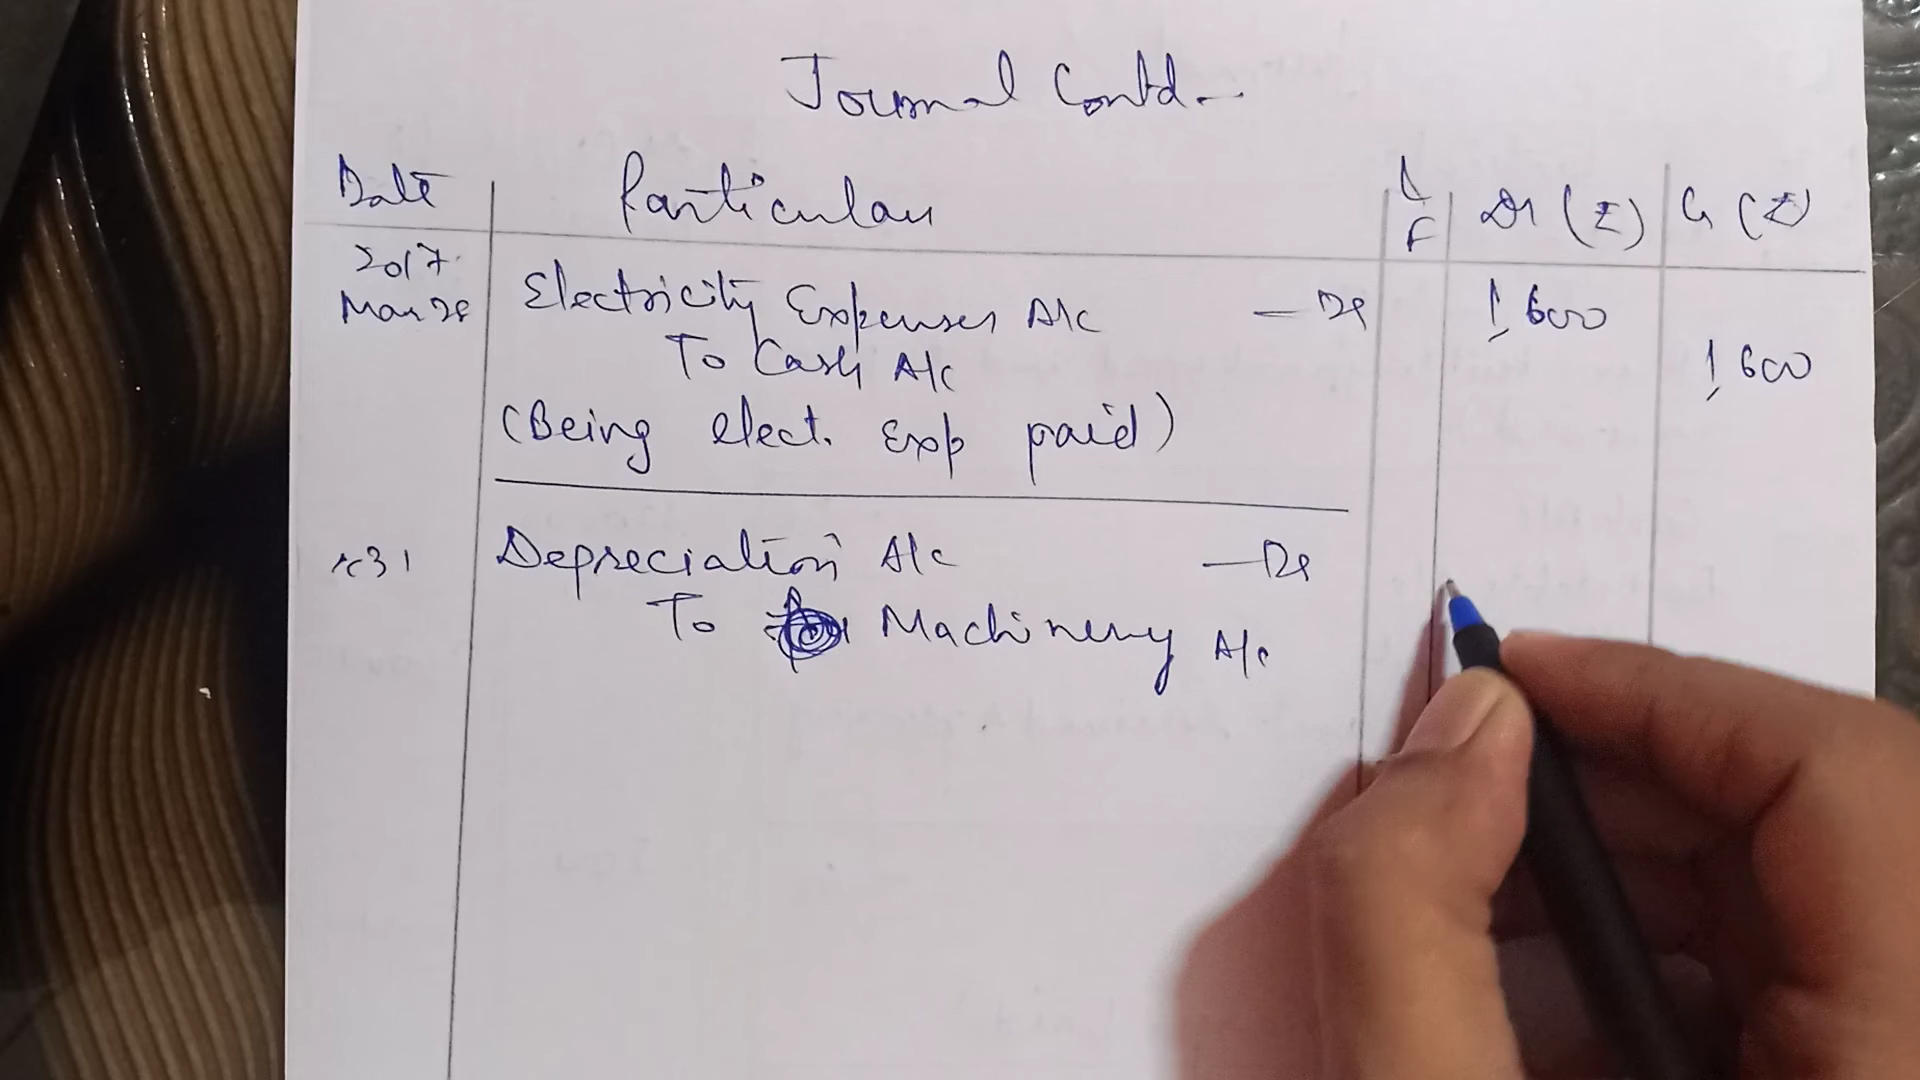 Journal Contd -
Date Particulars L F Dr (₹) Cr (₹)
2017
Mar 28 Electricity Expenses A/c — Dr 1,600
To Cash A/c 1,600
(Being elect. exp paid)
31 Depreciation A/c — Dr
To Machinery A/c